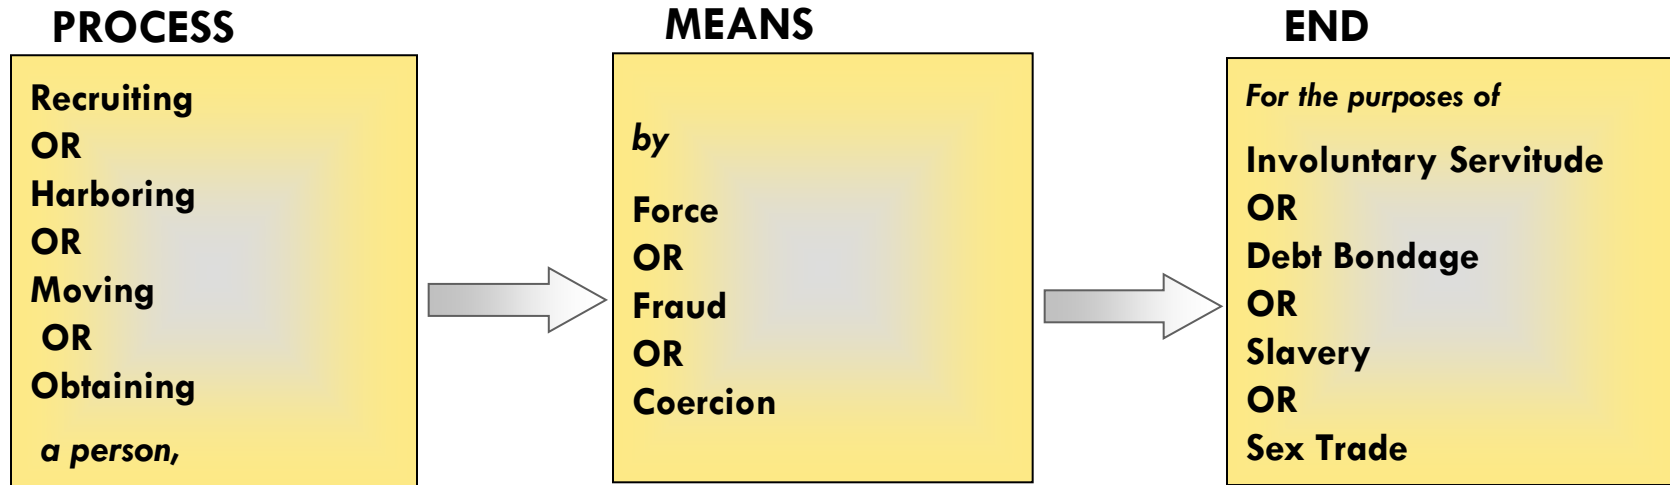 PROCESS
Recruiting
OR
Harboring
OR
Moving
OR
Obtaining
a person,
MEANS
by
Force
OR
Fraud
OR
Coercion
END
For the purposes of
Involuntary Servitude
OR
Debt Bondage
OR
Slavery
OR
Sex Trade